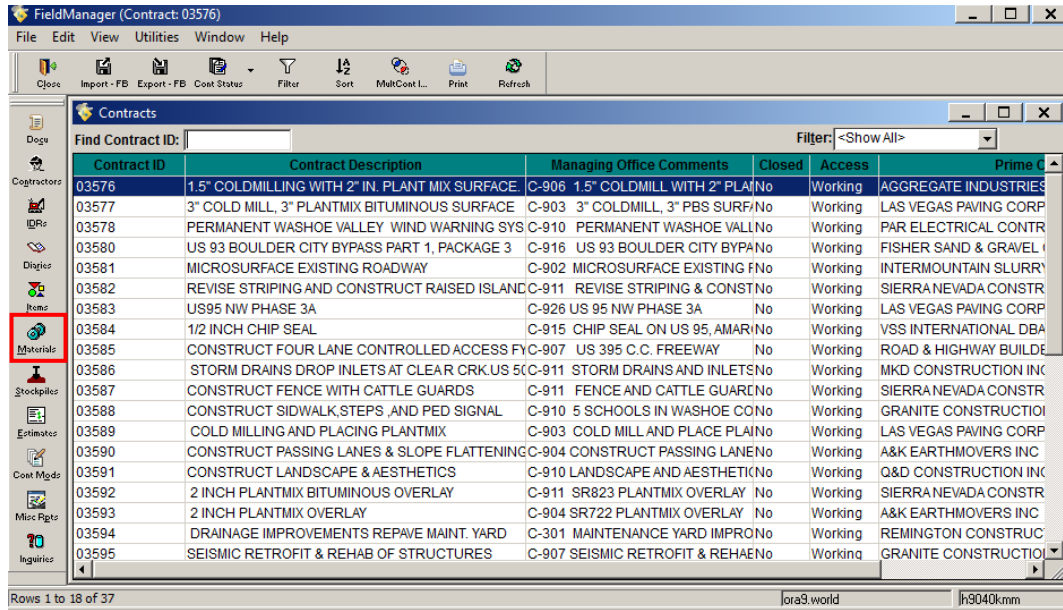 FieldManager (Contract: 03576)
File Edit View Utilities Window Help
Close Import - FB Export - FB Cont Status Filter Sort MultCont I... Print Refresh
Contracts
Docu
Find Contract ID: Filter: <Show All>
Contract ID Contract Description Managing Office Comments Closed Access Prime C
Contractors
03576 1.5" COLDMILLING WITH 2" IN. PLANT MIX SURFACE. C-906 1.5" COLDMILL WITH 2" PLAN No Working AGGREGATE INDUSTRIES
03577 3" COLD MILL, 3" PLANTMIX BITUMINOUS SURFACE C-903 3" COLDMILL, 3" PBS SURFA No Working LAS VEGAS PAVING CORP
IDRs
03578 PERMANENT WASHOE VALLEY WIND WARNING SYS C-910 PERMANENT WASHOE VALL No Working PAR ELECTRICAL CONTR
03580 US 93 BOULDER CITY BYPASS PART 1, PACKAGE 3 C-916 US 93 BOULDER CITY BYPA No Working FISHER SAND & GRAVEL
Diaries
03581 MICROSURFACE EXISTING ROADWAY C-902 MICROSURFACE EXISTING R No Working INTERMOUNTAIN SLURRY
03582 REVISE STRIPING AND CONSTRUCT RAISED ISLAND C-911 REVISE STRIPING & CONST No Working SIERRA NEVADA CONSTR
Items
03583 US95 NW PHASE 3A C-926 US 95 NW PHASE 3A No Working LAS VEGAS PAVING CORP
03584 1/2 INCH CHIP SEAL C-915 CHIP SEAL ON US 95, AMAR No Working VSS INTERNATIONAL DBA
Materials
03585 CONSTRUCT FOUR LANE CONTROLLED ACCESS FY C-907 US 395 C.C. FREEWAY No Working ROAD & HIGHWAY BUILDE
03586 STORM DRAINS DROP INLETS AT CLEAR CRK.US 50 C-911 STORM DRAINS AND INLETS No Working MKD CONSTRUCTION INC
Stockpiles
03587 CONSTRUCT FENCE WITH CATTLE GUARDS C-911 FENCE AND CATTLE GUARD No Working SIERRA NEVADA CONSTR
03588 CONSTRUCT SIDWALK,STEPS ,AND PED SIGNAL C-910 5 SCHOOLS IN WASHOE CO No Working GRANITE CONSTRUCTIO
Estimates
03589 COLD MILLING AND PLACING PLANTMIX C-903 COLD MILL AND PLACE PLAN No Working LAS VEGAS PAVING CORP
03590 CONSTRUCT PASSING LANES & SLOPE FLATTENING C-904 CONSTRUCT PASSING LANE No Working A&K EARTHMOVERS INC
Cont Mods
03591 CONSTRUCT LANDSCAPE & AESTHETICS C-910 LANDSCAPE AND AESTHETIC No Working Q&D CONSTRUCTION INC
03592 2 INCH PLANTMIX BITUMINOUS OVERLAY C-911 SR823 PLANTMIX OVERLAY No Working SIERRA NEVADA CONSTR
Misc Rpts
03593 2 INCH PLANTMIX OVERLAY C-904 SR722 PLANTMIX OVERLAY No Working A&K EARTHMOVERS INC
03594 DRAINAGE IMPROVEMENTS REPAVE MAINT. YARD C-301 MAINTENANCE YARD IMPRO No Working REMINGTON CONSTRUC
Inquiries
03595 SEISMIC RETROFIT & REHAB OF STRUCTURES C-907 SEISMIC RETROFIT & REHAB No Working GRANITE CONSTRUCTIO
Rows 1 to 18 of 37 ora9.world h9040kmm